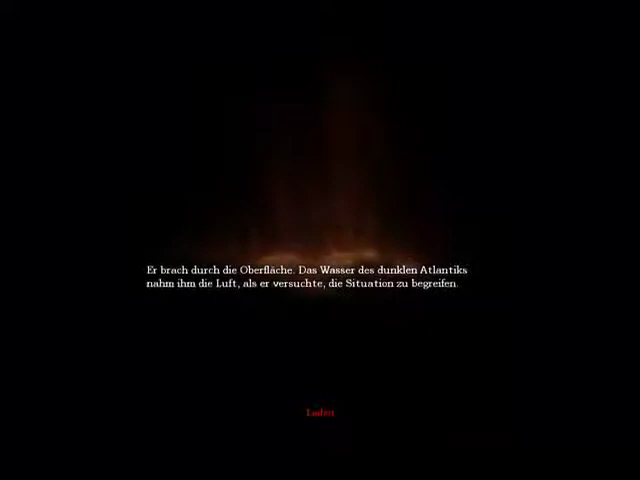 Er brach durch die Oberfläche. Das Wasser des dunklen Atlantiks
nahm ihm die Luft, als er versuchte, die Situation zu begreifen.